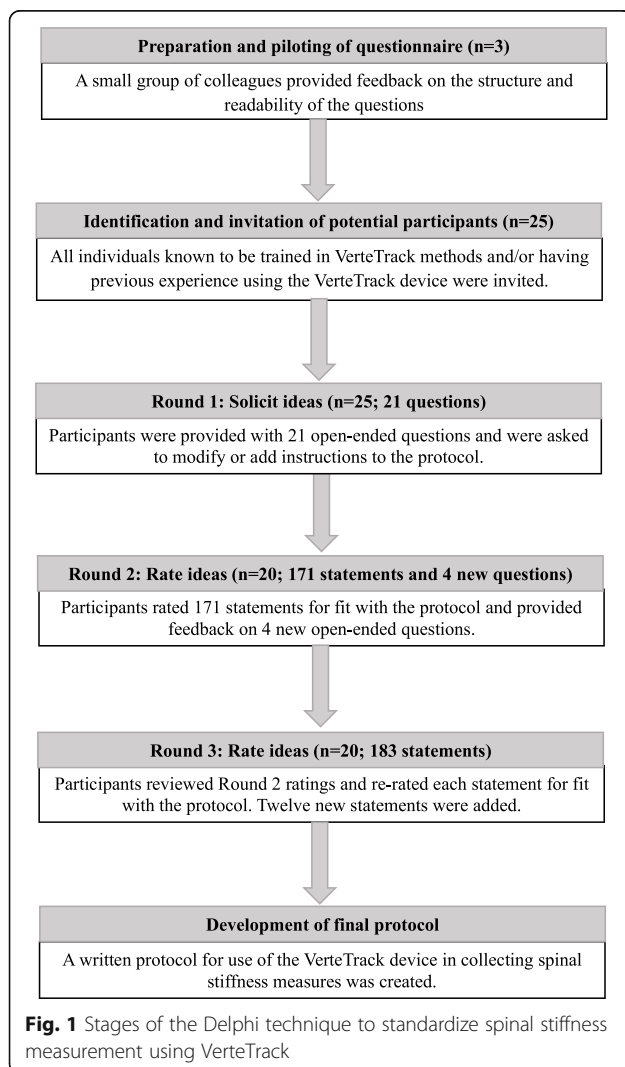 Preparation and piloting of questionnaire (n=3)
A small group of colleagues provided feedback on the structure and
readability of the questions
Identification and invitation of potential participants (n=25)
All individuals known to be trained in VerteTrack methods and/or having
previous experience using the VerteTrack device were invited.
Round 1: Solicit ideas (n=25; 21 questions)
Participants were provided with 21 open-ended questions and were asked
to modify or add instructions to the protocol.
Round 2: Rate ideas (n=20; 171 statements and 4 new questions)
Participants rated 171 statements for fit with the protocol and provided
feedback on 4 new open-ended questions.
Round 3: Rate ideas (n=20; 183 statements)
Participants reviewed Round 2 ratings and re-rated each statement for fit
with the protocol. Twelve new statements were added.
Development of final protocol
A written protocol for use of the VerteTrack device in collecting spinal
stiffness measures was created.
Fig. 1 Stages of the Delphi technique to standardize spinal stiffness
measurement using VerteTrack